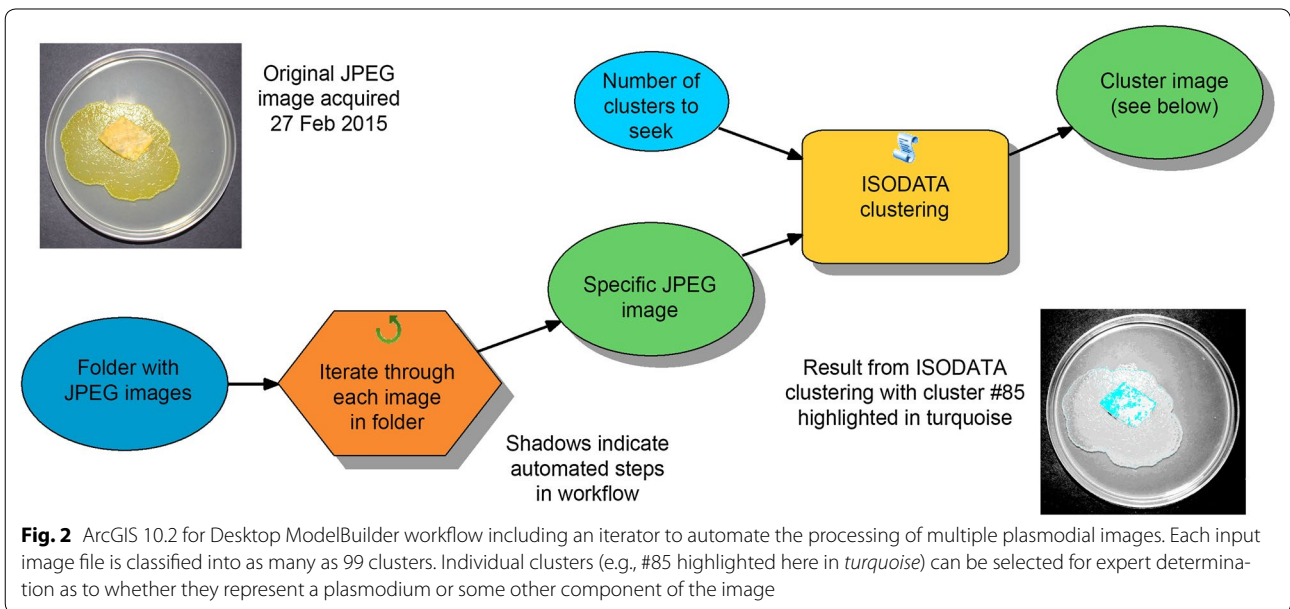 Original JPEG
image acquired
27 Feb 2015
Number of
clusters to
seek
Cluster image
(see below)
ISODATA
clustering
Specific JPEG
image
Folder with
JPEG images
Iterate through
each image
in folder
Result from ISODATA
clustering with cluster #85
highlighted in turquoise
Shadows indicate
automated steps
in workflow
Fig. 2 ArcGIS 10.2 for Desktop ModelBuilder workflow including an iterator to automate the processing of multiple plasmodial images. Each input
image file is classified into as many as 99 clusters. Individual clusters (e.g., #85 highlighted here in turquoise) can be selected for expert determina-
tion as to whether they represent a plasmodium or some other component of the image